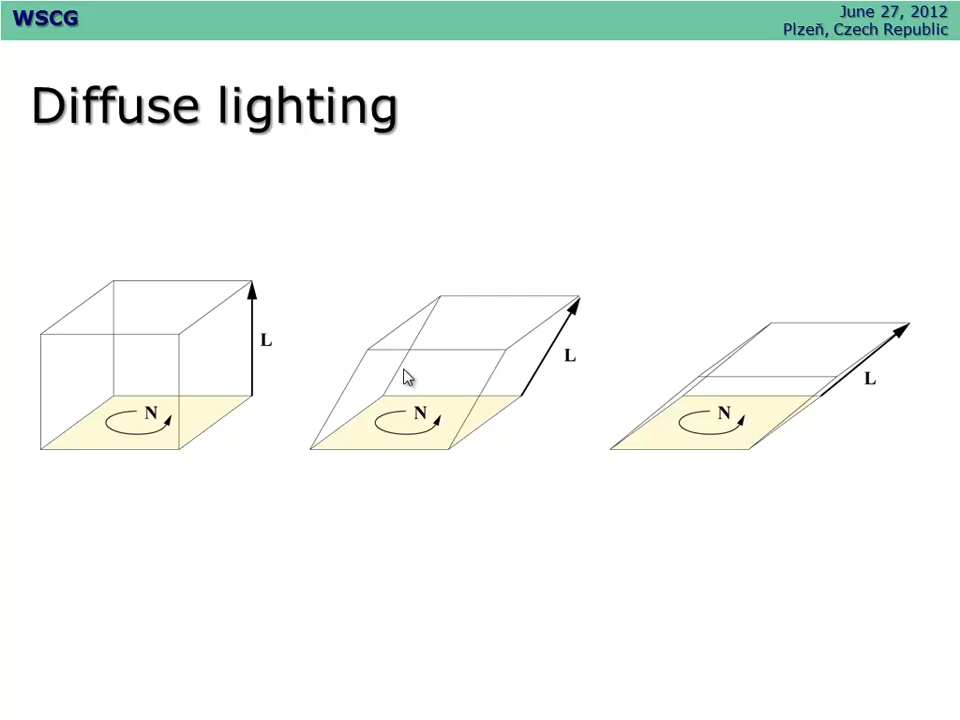 WSCG
June 27, 2012
Plzeň, Czech Republic
Diffuse lighting
L
L
L
N
N
N